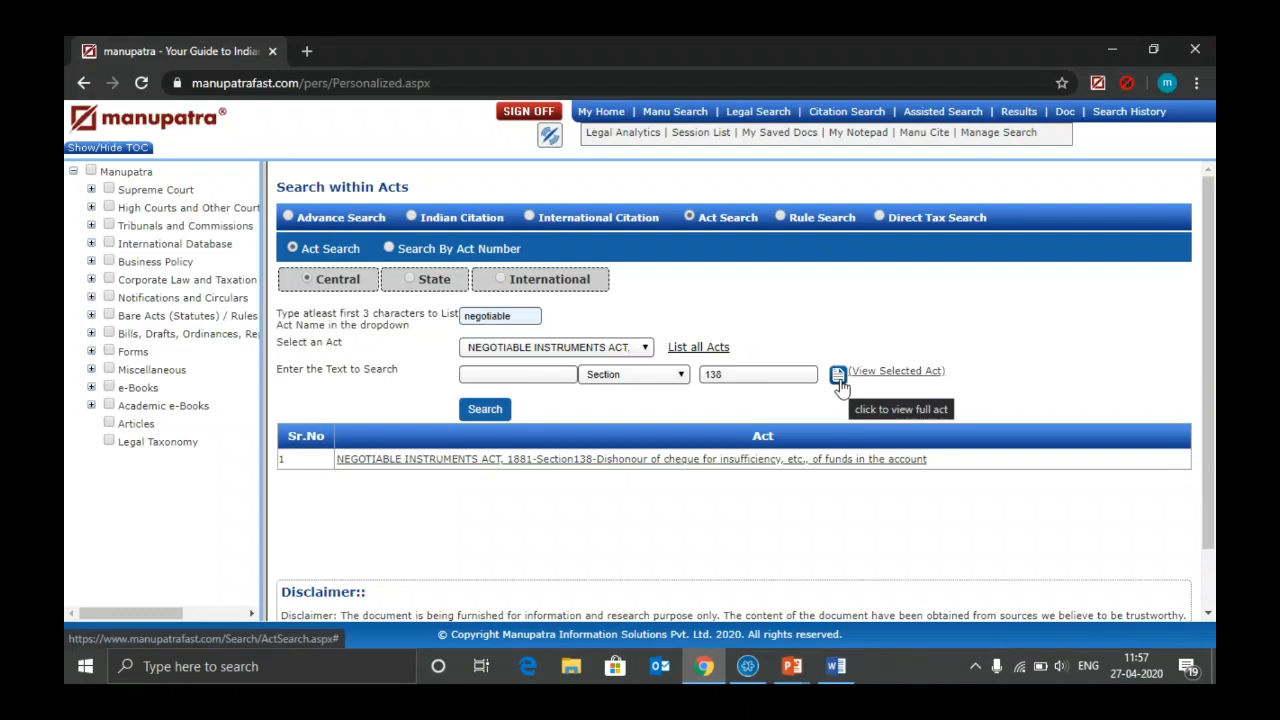 manupatra - Your Guide to India
manupatrafast.com/pers/Personalized.aspx
m
manupatra®
SIGN OFF
My Home | Manu Search | Legal Search | Citation Search | Assisted Search | Results | Doc | Search History
Legal Analytics | Session List | My Saved Docs | My Notepad | Manu Cite | Manage Search
Show/Hide TOC
Manupatra
Supreme Court
High Courts and Other Court
Tribunals and Commissions
International Database
Business Policy
Corporate Law and Taxation
Notifications and Circulars
Bare Acts (Statutes) / Rules
Bills, Drafts, Ordinances, Re
Forms
Miscellaneous
e-Books
Academic e-Books
Articles
Legal Taxonomy
Search within Acts
Advance Search Indian Citation International Citation Act Search Rule Search Direct Tax Search
Act Search Search By Act Number
Central State International
Type atleast first 3 characters to List
Act Name in the dropdown
negotiable
Select an Act NEGOTIABLE INSTRUMENTS ACT, List all Acts
Enter the Text to Search Section 138 (View Selected Act)
click to view full act
Search
Sr.No Act
1 NEGOTIABLE INSTRUMENTS ACT, 1881-Section138-Dishonour of cheque for insufficiency, etc., of funds in the account
Disclaimer::
Disclaimer: The document is being furnished for information and research purpose only. The content of the document have been obtained from sources we believe to be trustworthy.
https://www.manupatrafast.com/Search/ActSearch.aspx#
© Copyright Manupatra Information Solutions Pvt. Ltd. 2020. All rights reserved.
Type here to search
ENG
11:57
27-04-2020
19